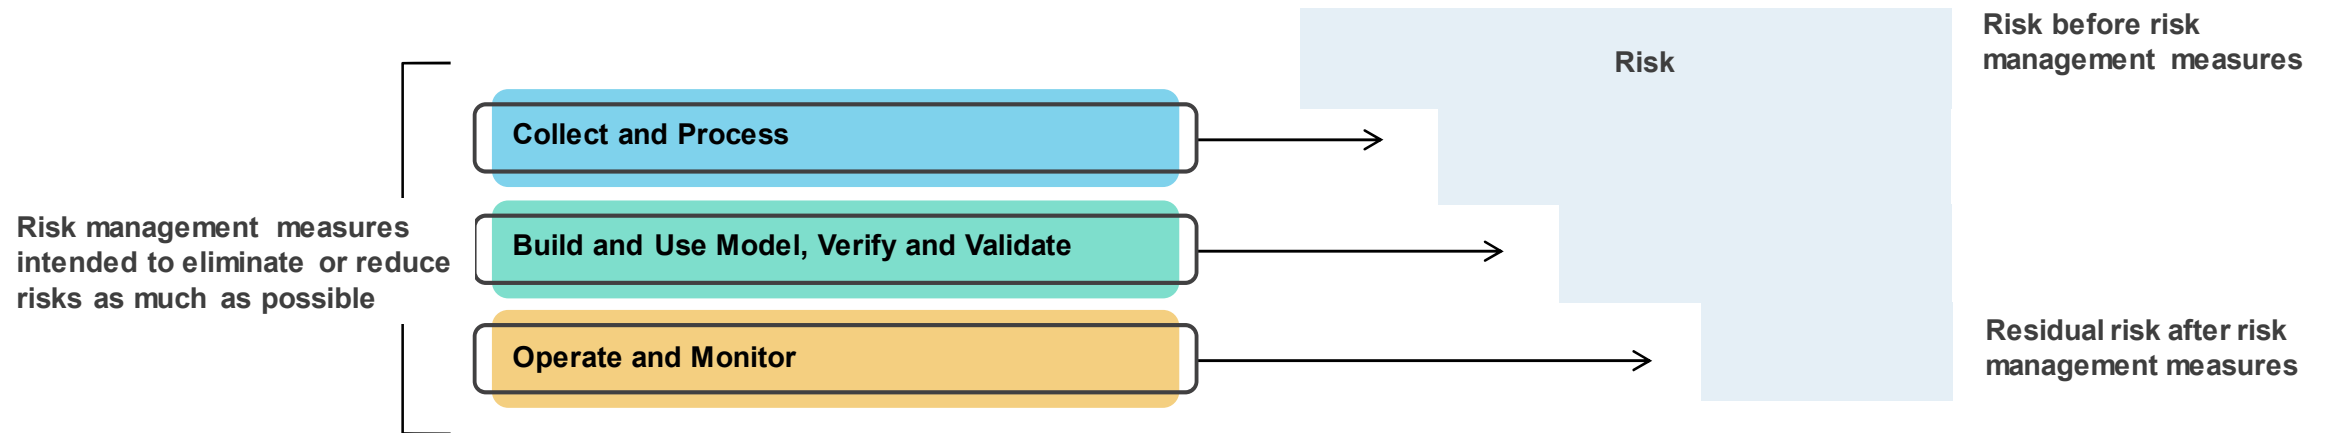 Risk before risk
management measures
Risk
Collect and Process
Build and Use Model, Verify and Validate
Operate and Monitor
Risk management measures
intended to eliminate or reduce
risks as much as possible
Residual risk after risk
management measures